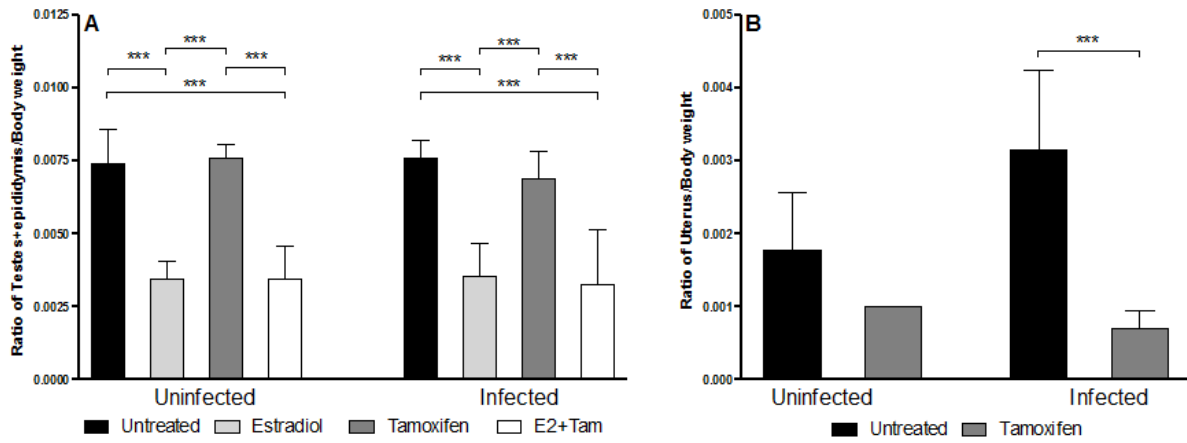 A
Ratio of Testes+epididymis/Body weight
0.0125
0.0100
0.0075
0.0050
0.0025
0.0000
***
***
***
***
***
***
***
***
Uninfected
Infected
Untreated
Estradiol
Tamoxifen
E2+Tam
B
Ratio of Uterus/Body weight
0.005
0.004
0.003
0.002
0.001
0.000
***
Uninfected
Infected
Untreated
Tamoxifen